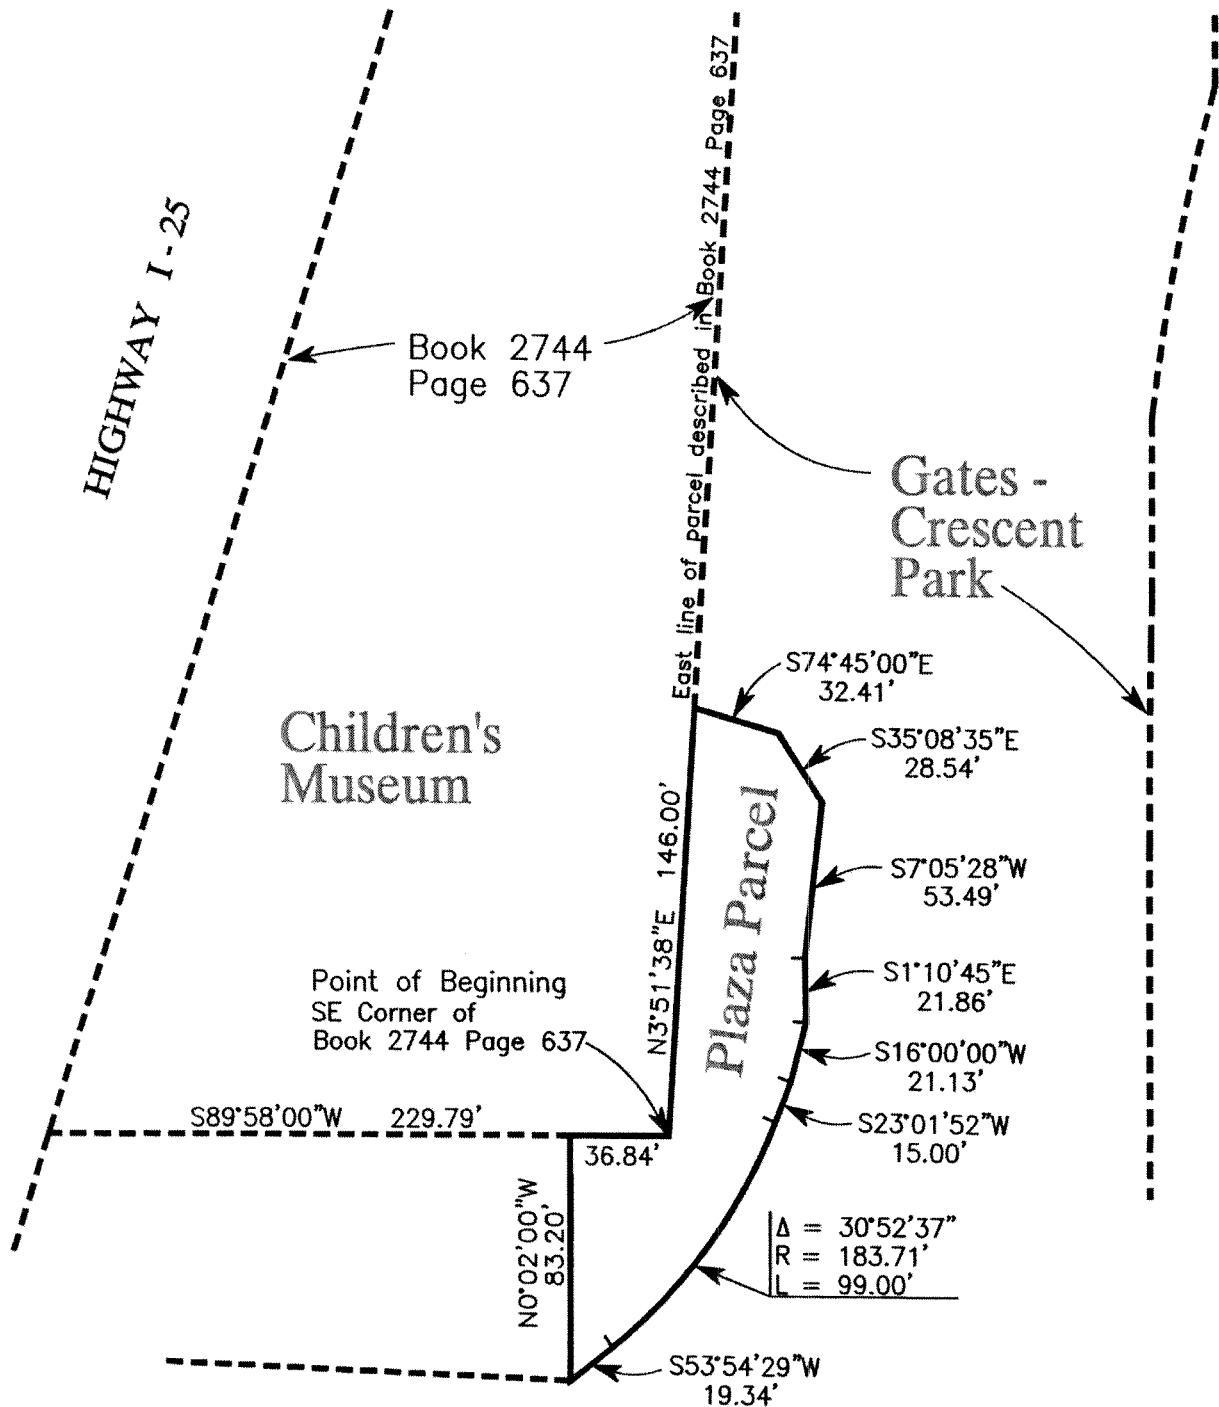 HIGHWAY I-25
Book 2744
Page 637
East line of parcel described in Book 2744 Page 637
Gates -
Crescent
Park
S74°45'00"E
32.41'
S35°08'35"E
28.54'
Children's
Museum
Plaza Parcel
N3°51'38"E 146.00'
S7°05'28"W
53.49'
Point of Beginning
SE Corner of
Book 2744 Page 637
S1°10'45"E
21.86'
S16°00'00"W
21.13'
S89°58'00"W 229.79'
S23°01'52"W
15.00'
36.84'
N0°02'00"W
83.20'
Δ = 30°52'37"
R = 183.71'
L = 99.00'
S53°54'29"W
19.34'